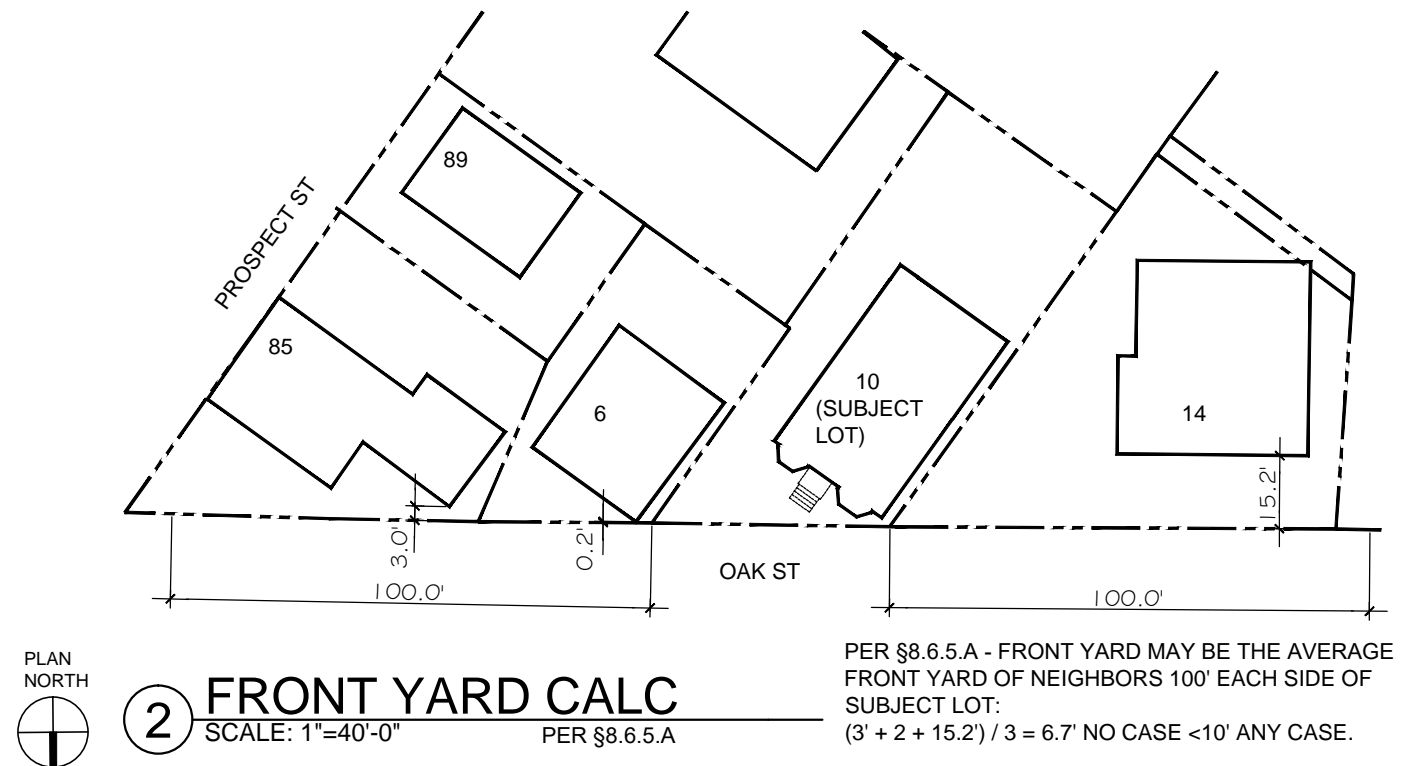 89
PROSPECT ST
85
6
10
(SUBJECT
LOT)
14
3.0'
0.2'
15.2'
OAK ST
100.0'
100.0'
PLAN
NORTH
2
FRONT YARD CALC
SCALE: 1"=40'-0"
PER §8.6.5.A
PER §8.6.5.A - FRONT YARD MAY BE THE AVERAGE
FRONT YARD OF NEIGHBORS 100' EACH SIDE OF
SUBJECT LOT:
(3' + 2 + 15.2') / 3 = 6.7' NO CASE <10' ANY CASE.